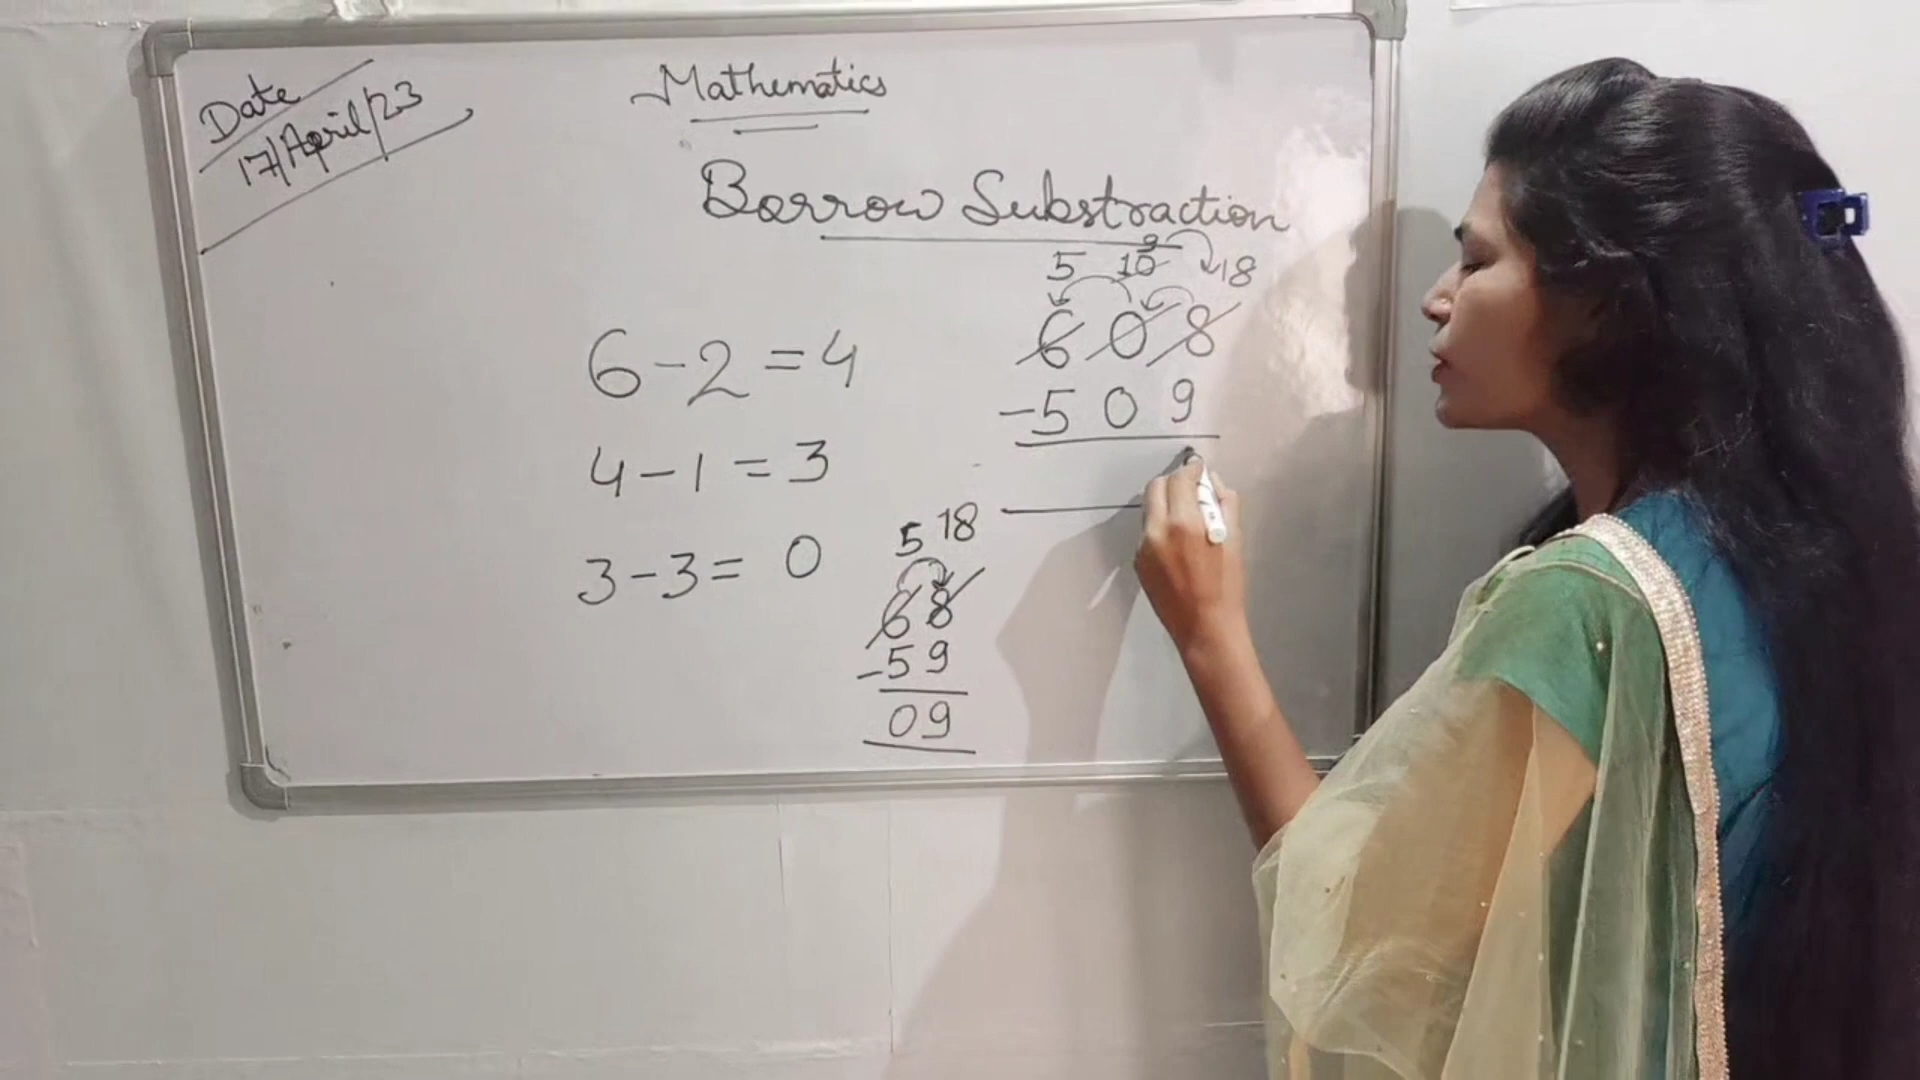 Date
17/April/23
Mathematics
Borrow Substraction
6-2=4
4-1=3
3-3= 0
9
5 10 18
608
-509
5 18
68
-59
09